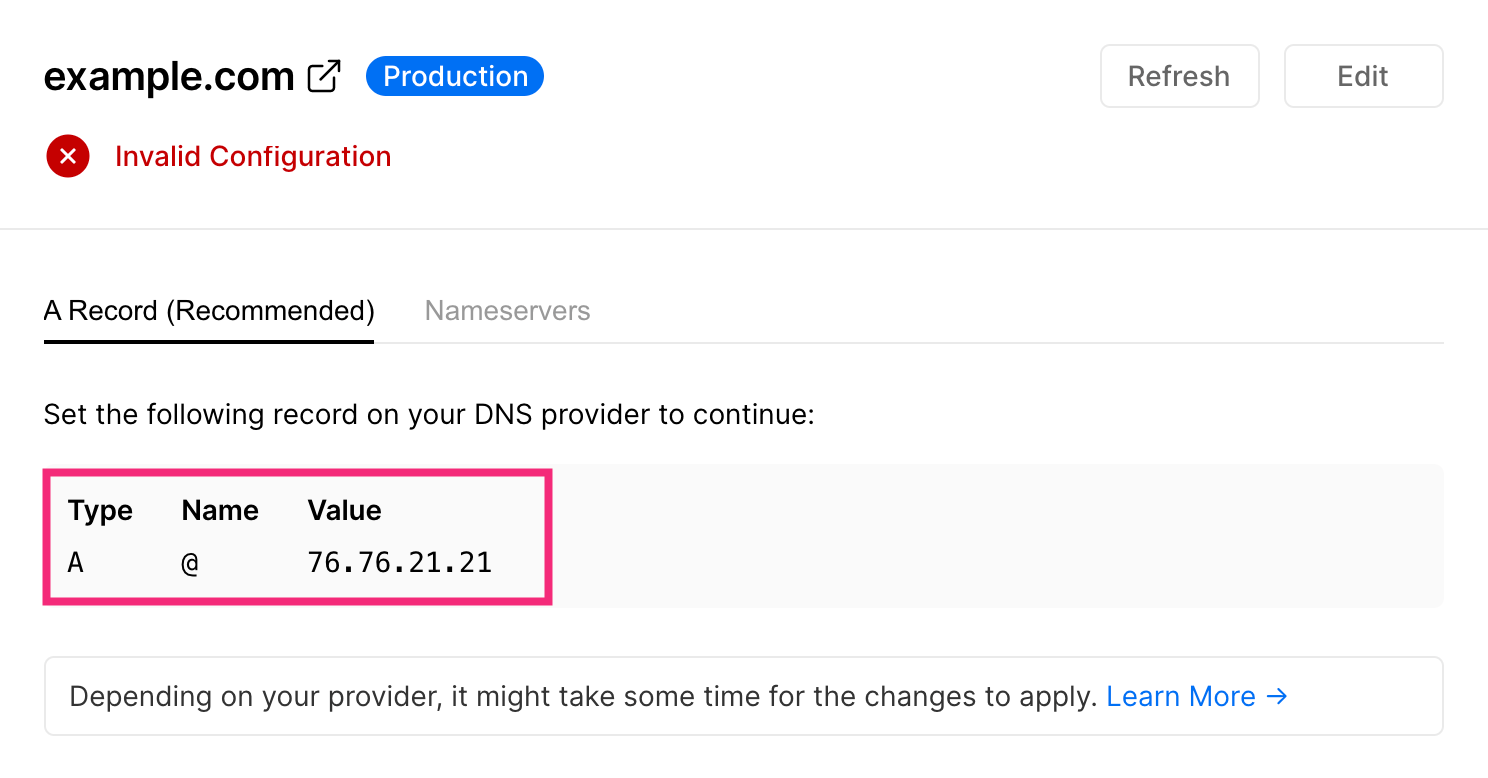 example.com Production Refresh Edit
Invalid Configuration
A Record (Recommended) Nameservers
Set the following record on your DNS provider to continue:
Type Name Value
A @ 76.76.21.21
Depending on your provider, it might take some time for the changes to apply. Learn More →